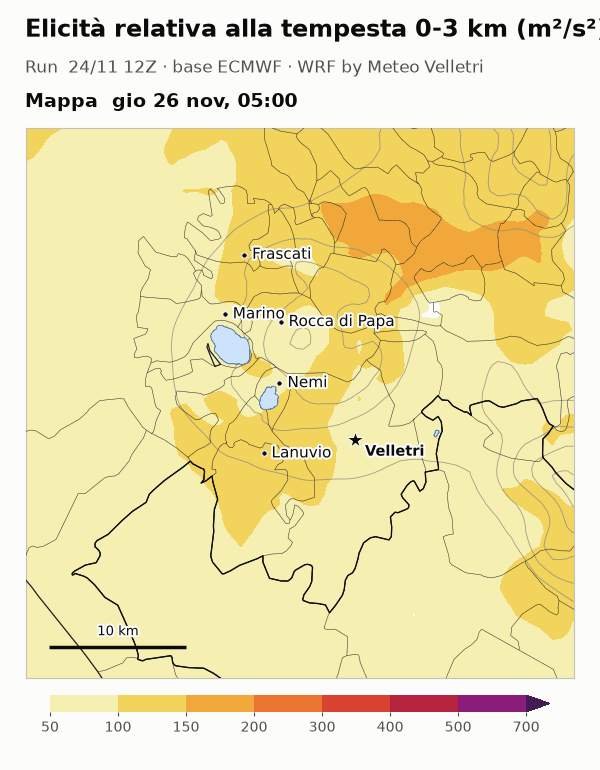 Elicità relativa alla tempesta 0-3 km (m²/s²)
Run  24/11 12Z · base ECMWF · WRF by Meteo Velletri
Mappa  gio 26 nov, 05:00
Frascati
Marino
Rocca di Papa
Nemi
Velletri
Lanuvio
10 km
50 100 150 200 300 400 500 700